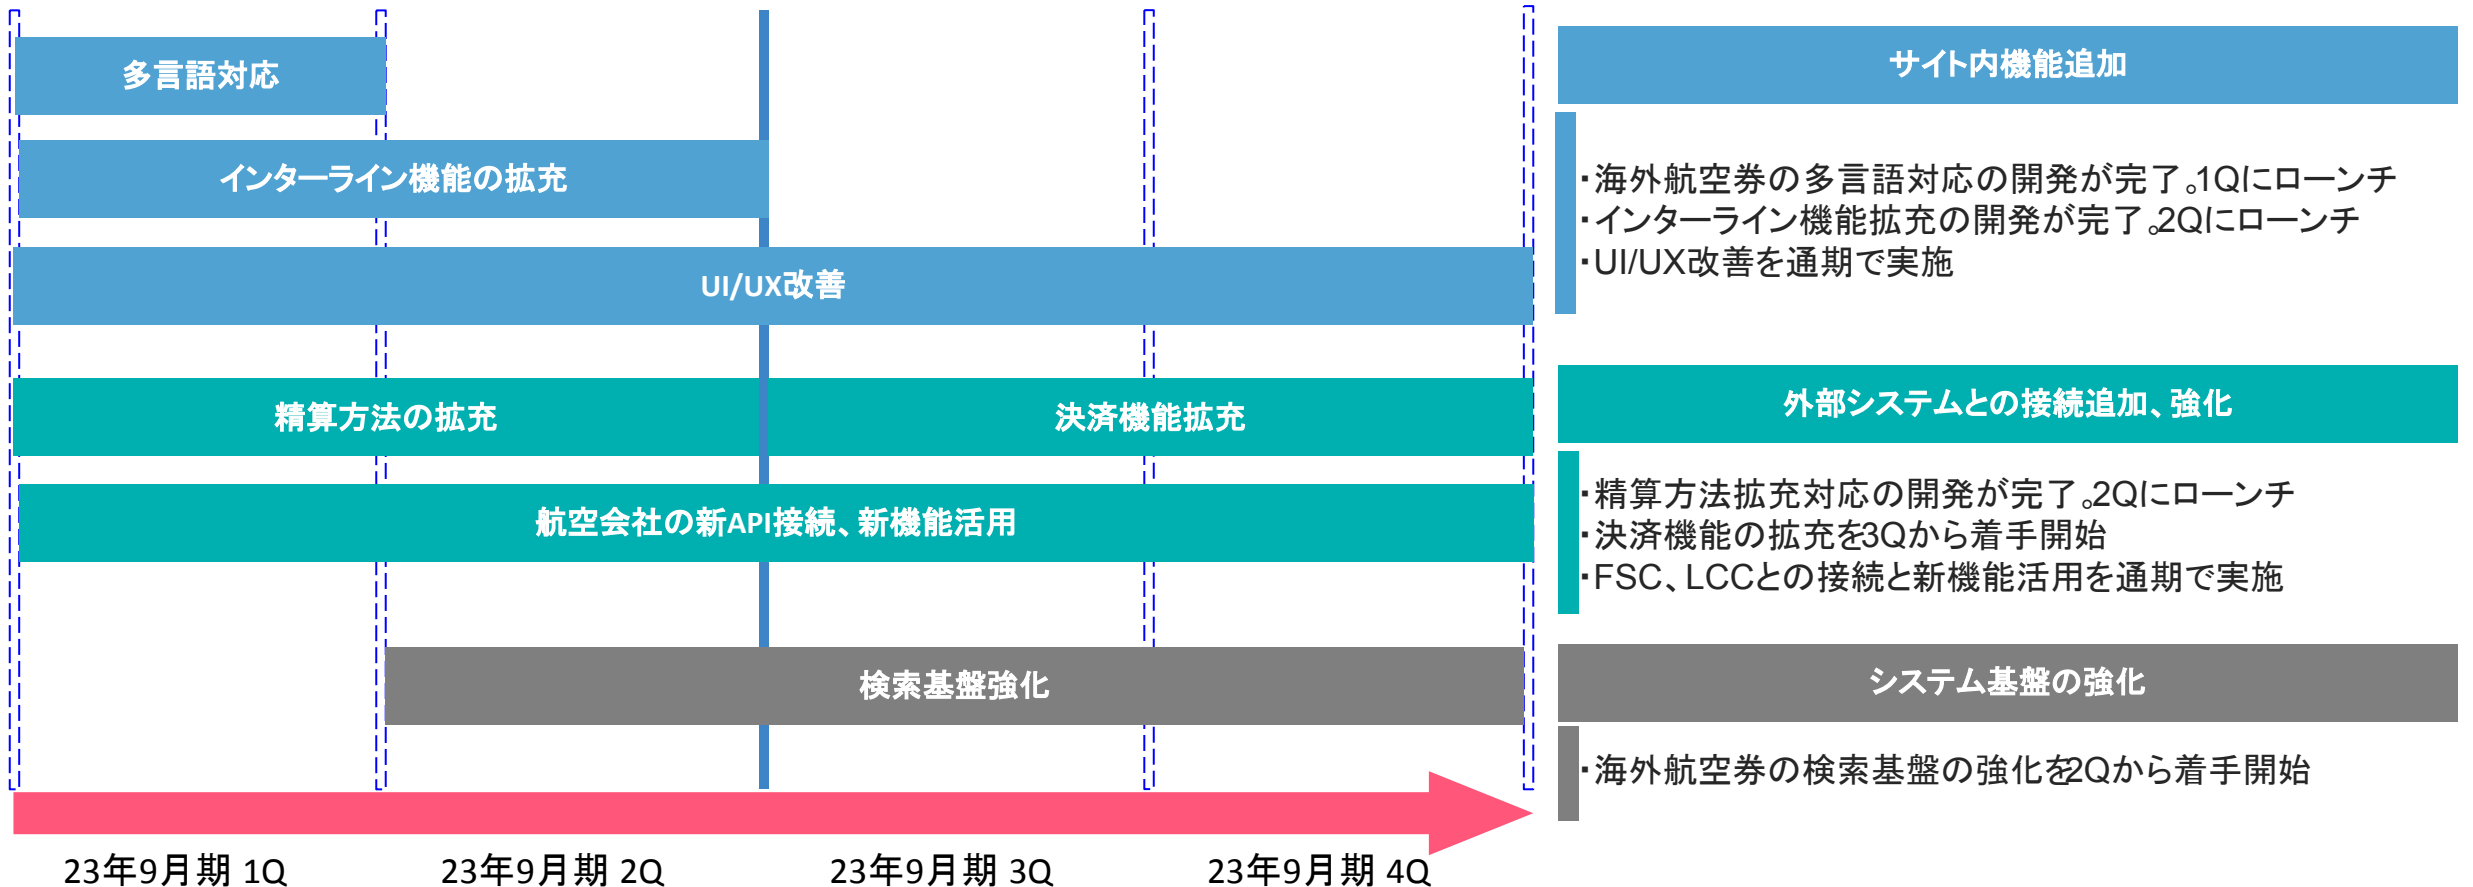 多言語対応
インターライン機能の拡充
UI/UX改善
精算方法の拡充
決済機能拡充
航空会社の新API接続、新機能活用
検索基盤強化
23年9月期 1Q
23年9月期 2Q
23年9月期 3Q
23年9月期 4Q
サイト内機能追加
・海外航空券の多言語対応の開発が完了。1Qにローンチ
・インターライン機能拡充の開発が完了。2Qにローンチ
・UI/UX改善を通期で実施
外部システムとの接続追加、強化
・精算方法拡充対応の開発が完了。2Qにローンチ
・決済機能の拡充を3Qから着手開始
・FSC、LCCとの接続と新機能活用を通期で実施
システム基盤の強化
・海外航空券の検索基盤の強化を2Qから着手開始